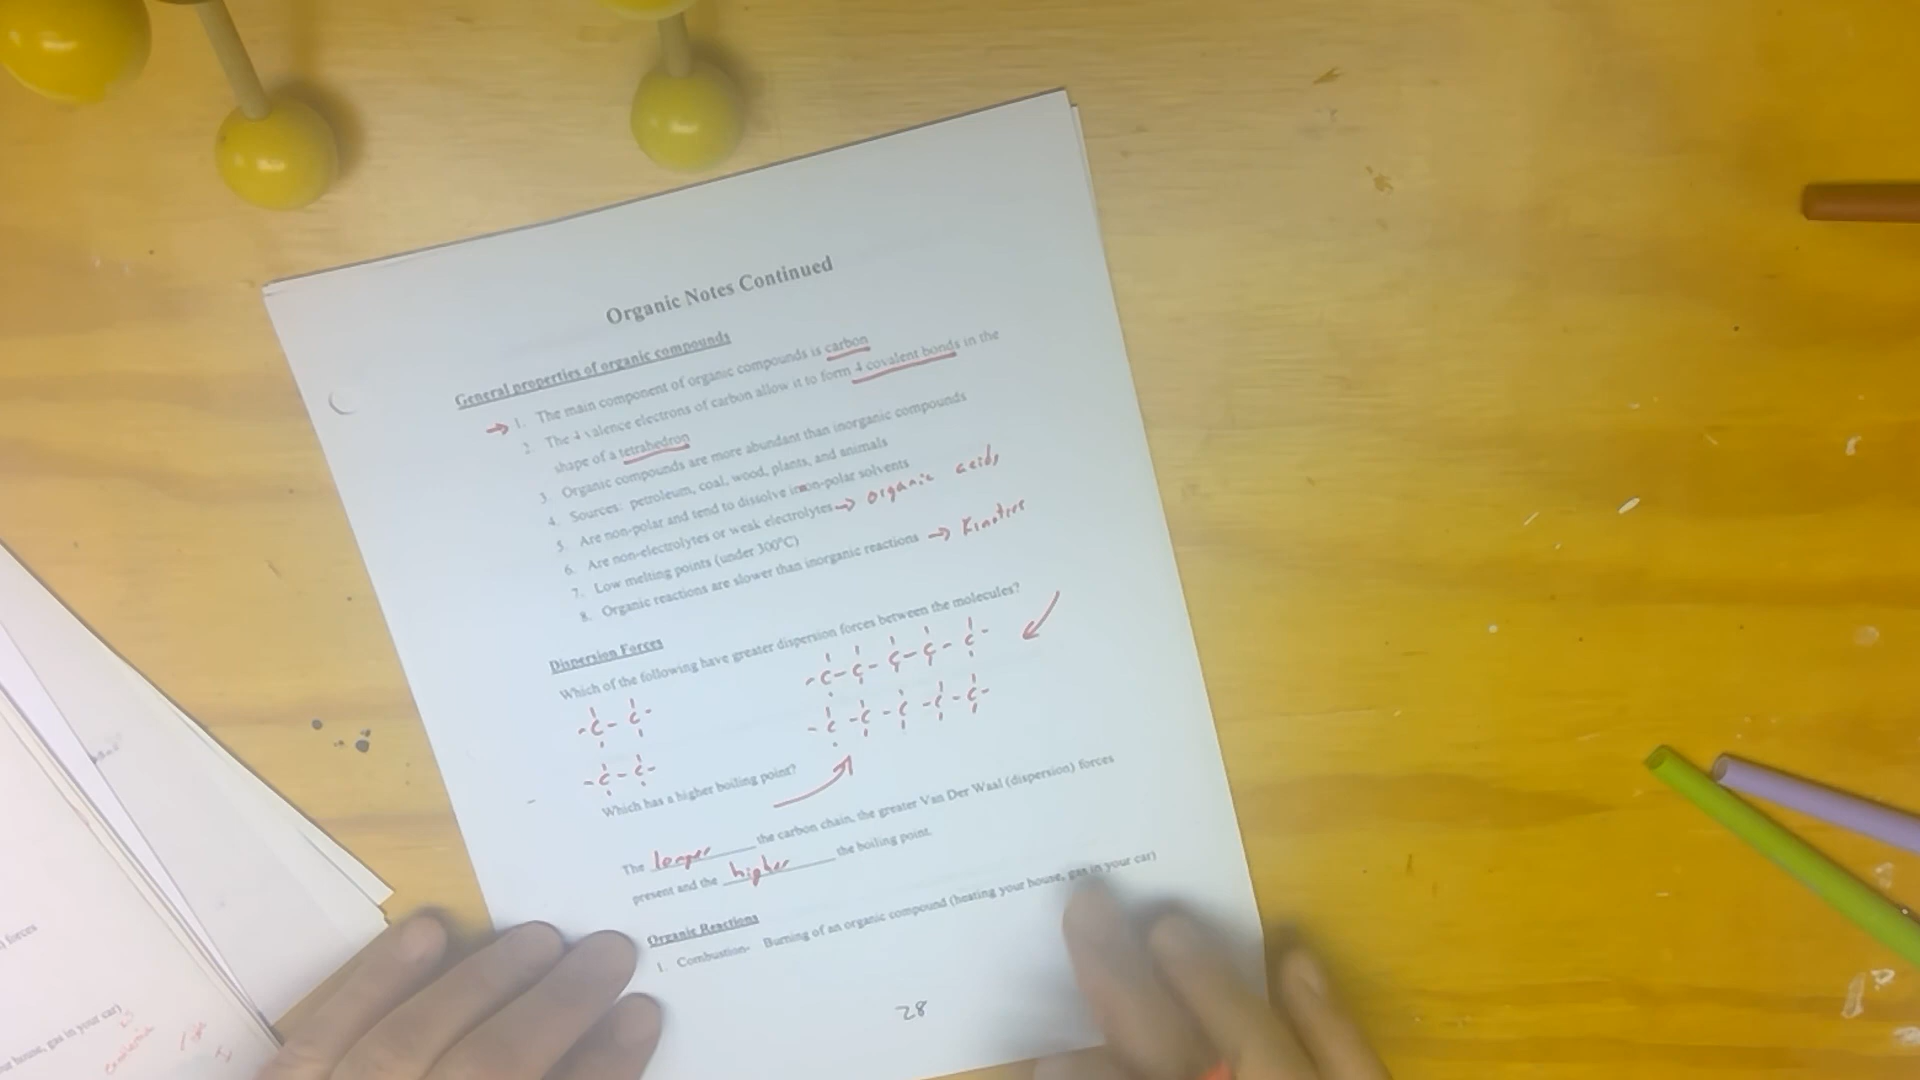 Organic Notes Continued
General properties of organic compounds
→ 1. The main component of organic compounds is carbon
2. The 4 valence electrons of carbon allow it to form 4 covalent bonds in the
shape of a tetrahedron
3. Organic compounds are more abundant than inorganic compounds
4. Sources: petroleum, coal, wood, plants, and animals
5. Are non-polar and tend to dissolve in non-polar solvents
6. Are non-electrolytes or weak electrolytes → organic acids
7. Low melting points (under 300°C)
8. Organic reactions are slower than inorganic reactions → Kinetics
Dispersion Forces
Which of the following have greater dispersion forces between the molecules?
-C-C- -C-C-C-C-C-
-C-C- -C-C-C-C-C-
Which has a higher boiling point?
The longer the carbon chain, the greater Van Der Waal (dispersion) forces
present and the higher the boiling point.
Organic Reactions
1. Combustion- Burning of an organic compound (heating your house, gas in your car)
28
forces
house, gas in your car)